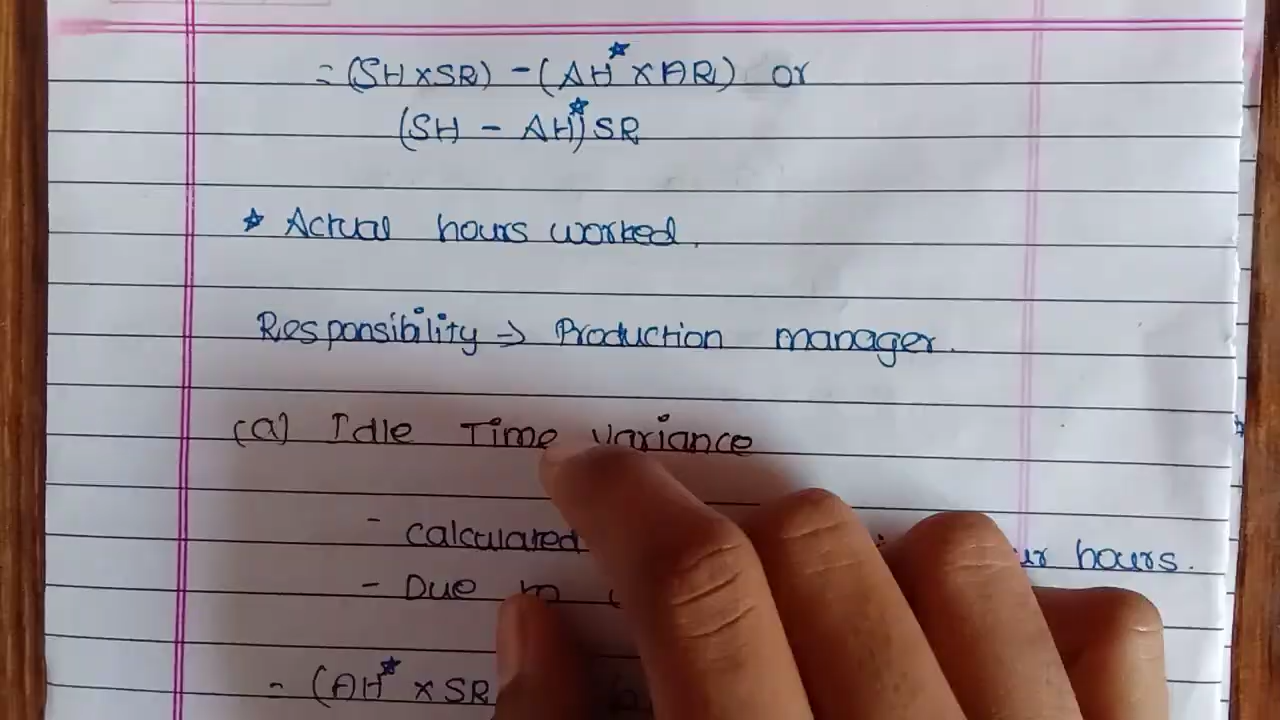 = (SH x SR) - (AH* x AR) or
(SH - AH*) SR
* Actual hours worked.
Responsibility → Production manager.
(a) Idle Time Variance
- calculated hours.
- Due to
= (AH* x SR